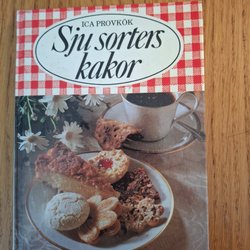 ICA PROVKÖK
Sju sorters
kakor